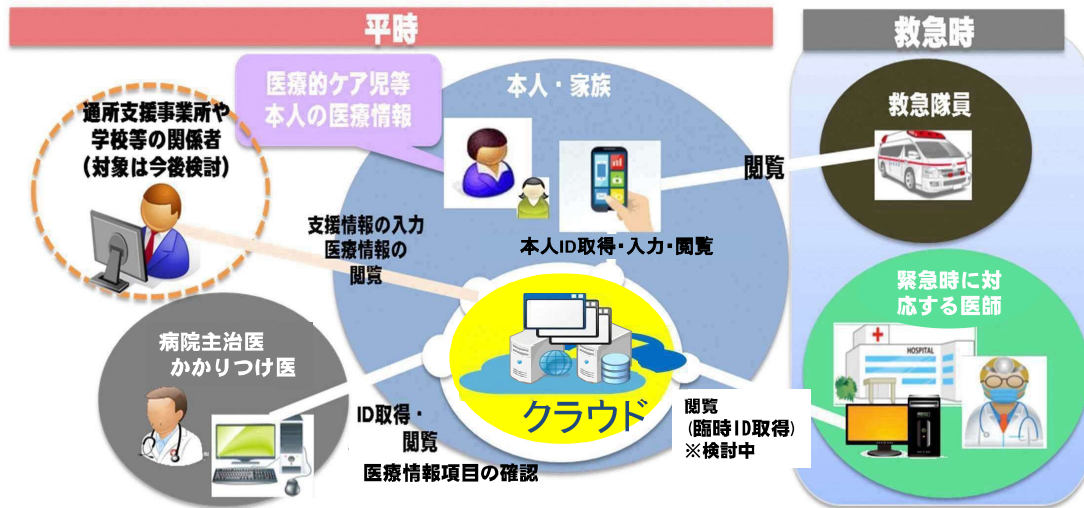 平時
救急時
医療的ケア児等
本人の医療情報
本人・家族
救急隊員
通所支援事業所や
学校等の関係者
(対象は今後検討)
閲覧
支援情報の入力
医療情報の
閲覧
本人ID取得・入力・閲覧
緊急時に対
応する医師
HOSPITAL
病院主治医
かかりつけ医
クラウド
ID取得・
閲覧
医療情報項目の確認
閲覧
(臨時ID取得)
※検討中